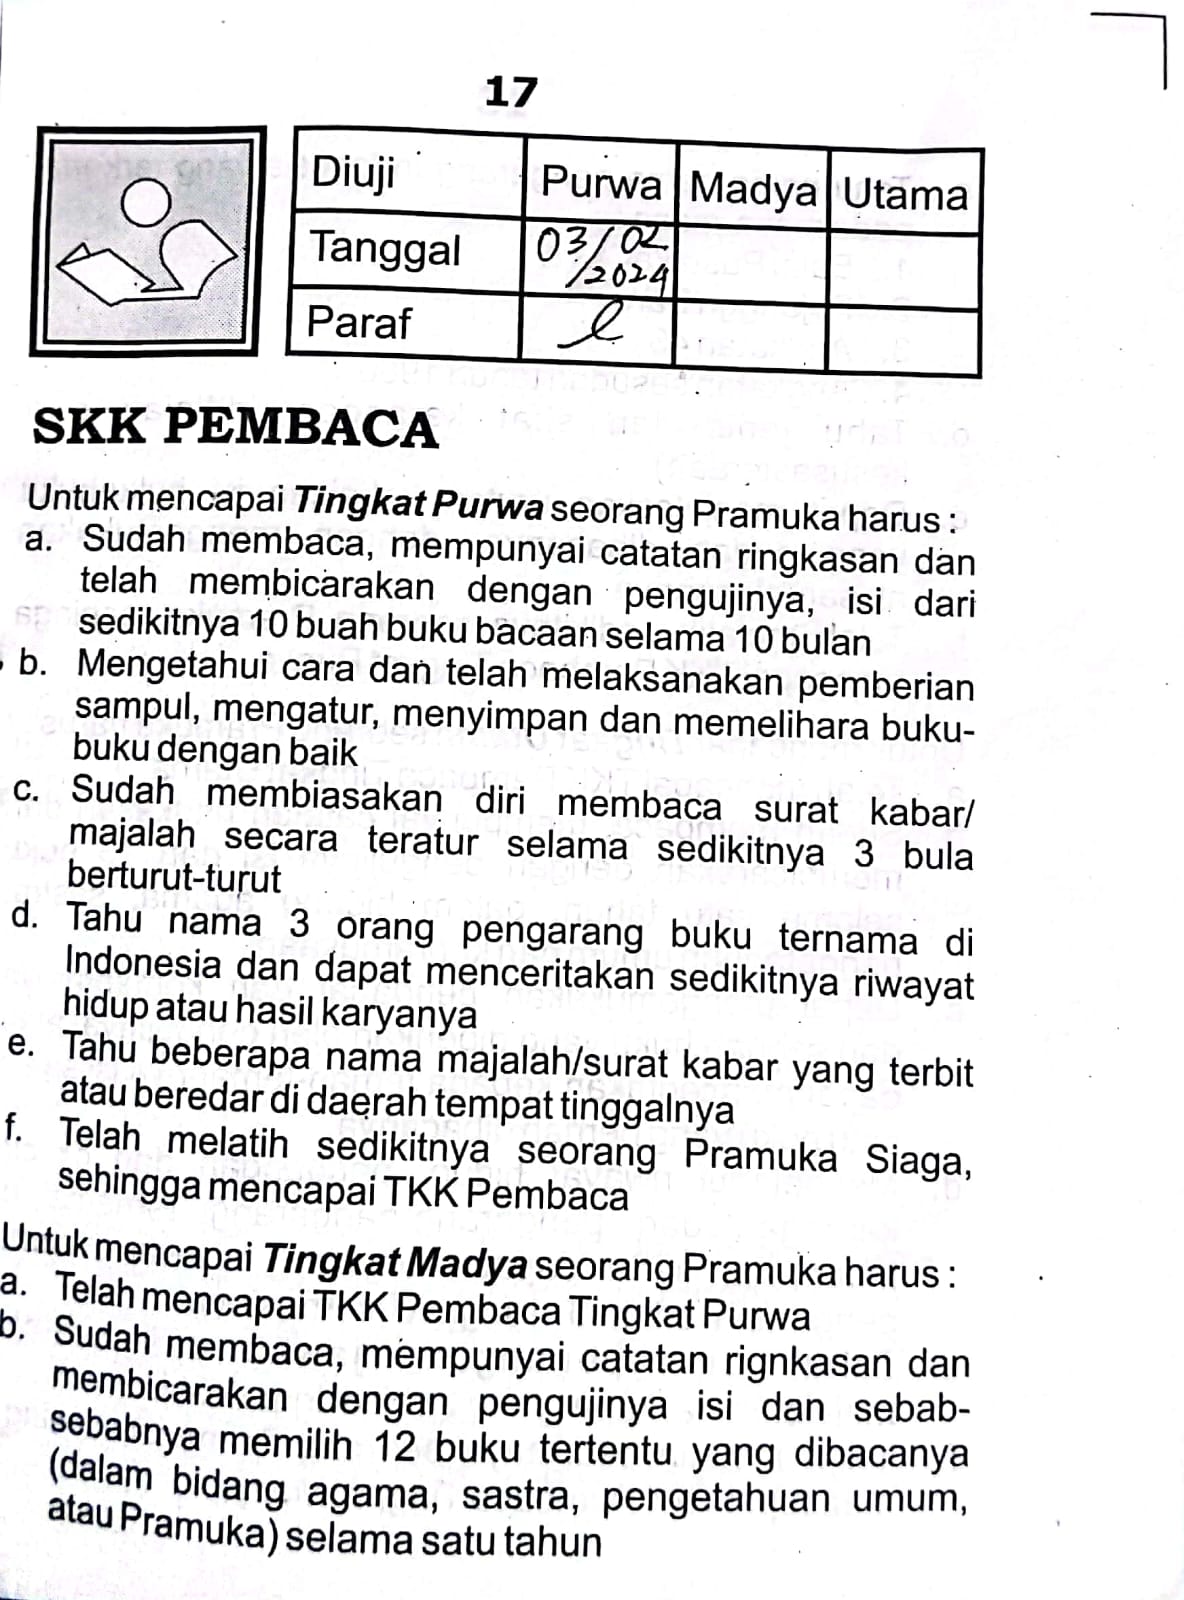 17
Diuji Purwa Madya Utama
Tanggal 03/02/2024
Paraf
SKK PEMBACA
Untuk mencapai Tingkat Purwa seorang Pramuka harus :
a. Sudah membaca, mempunyai catatan ringkasan dan
telah membicarakan dengan pengujinya, isi dari
sedikitnya 10 buah buku bacaan selama 10 bulan
b. Mengetahui cara dan telah melaksanakan pemberian
sampul, mengatur, menyimpan dan memelihara buku-
buku dengan baik
c. Sudah membiasakan diri membaca surat kabar/
majalah secara teratur selama sedikitnya 3 bula
berturut-turut
d. Tahu nama 3 orang pengarang buku ternama di
Indonesia dan dapat menceritakan sedikitnya riwayat
hidup atau hasil karyanya
e. Tahu beberapa nama majalah/surat kabar yang terbit
atau beredar di daerah tempat tinggalnya
f. Telah melatih sedikitnya seorang Pramuka Siaga,
sehingga mencapai TKK Pembaca
Untuk mencapai Tingkat Madya seorang Pramuka harus :
a. Telah mencapai TKK Pembaca Tingkat Purwa
b. Sudah membaca, mempunyai catatan rignkasan dan
membicarakan dengan pengujinya isi dan sebab-
sebabnya memilih 12 buku tertentu yang dibacanya
(dalam bidang agama, sastra, pengetahuan umum,
atau Pramuka) selama satu tahun